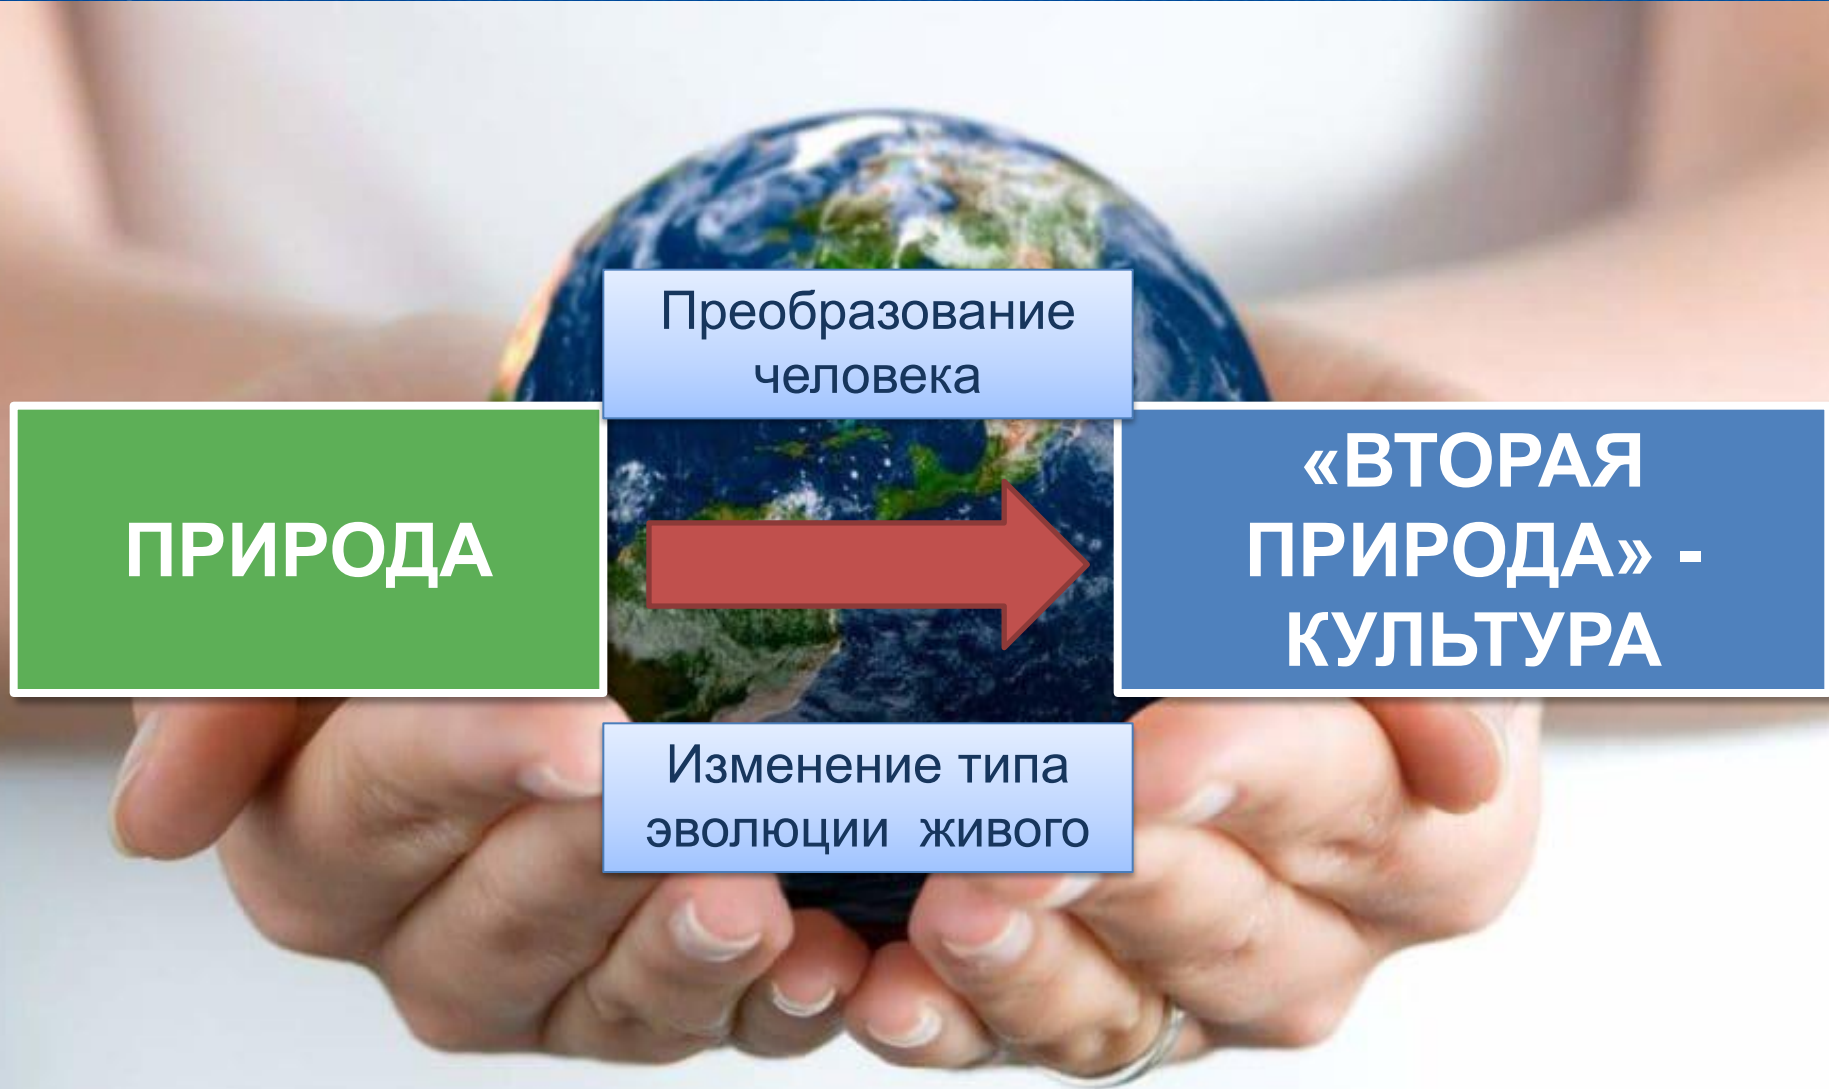 Преобразование
человека
ПРИРОДА
«ВТОРАЯ
ПРИРОДА» -
КУЛЬТУРА
Изменение типа
эволюции живого